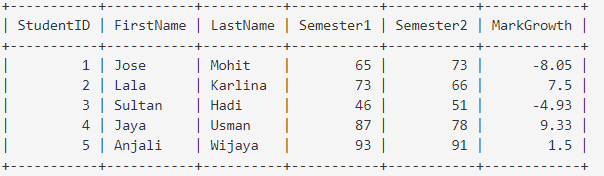 +-----------+-----------+----------+-----------+-----------+------------+
| StudentID | FirstName | LastName | Semester1 | Semester2 | MarkGrowth |
+-----------+-----------+----------+-----------+-----------+------------+
|         1 | Jose      | Mohit    |        65 |        73 |      -8.05 |
|         2 | Lala      | Karlina  |        73 |        66 |        7.5 |
|         3 | Sultan    | Hadi     |        46 |        51 |      -4.93 |
|         4 | Jaya      | Usman    |        87 |        78 |       9.33 |
|         5 | Anjali    | Wijaya   |        93 |        91 |        1.5 |
+-----------+-----------+----------+-----------+-----------+------------+